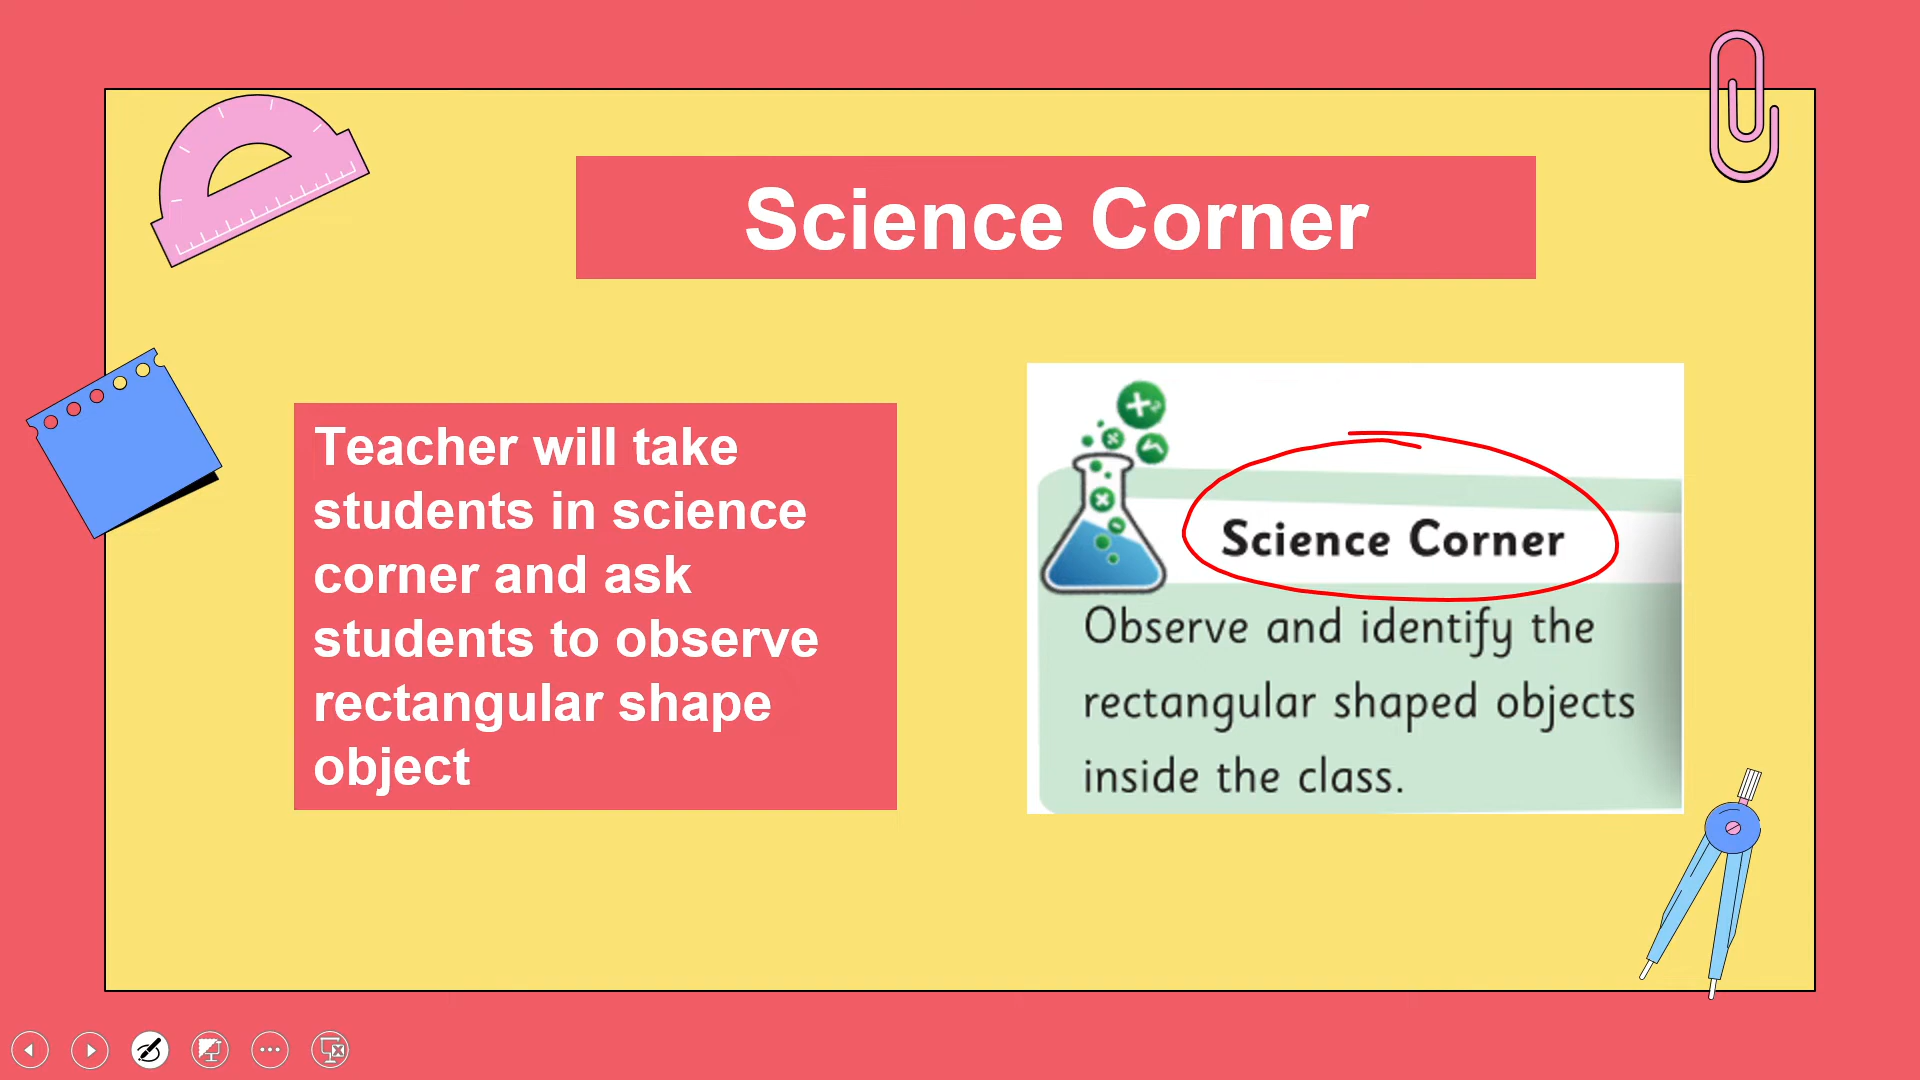 Science Corner
Teacher will take
students in science
corner and ask
students to observe
rectangular shape
object
Science Corner
Observe and identify the
rectangular shaped objects
inside the class.